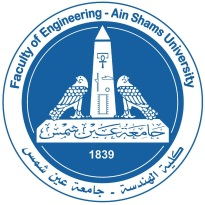 Faculty of Engineering - Ain Shams University
جامعة عين شمس
1839
كلية الهندسة - جامعة عين شمس